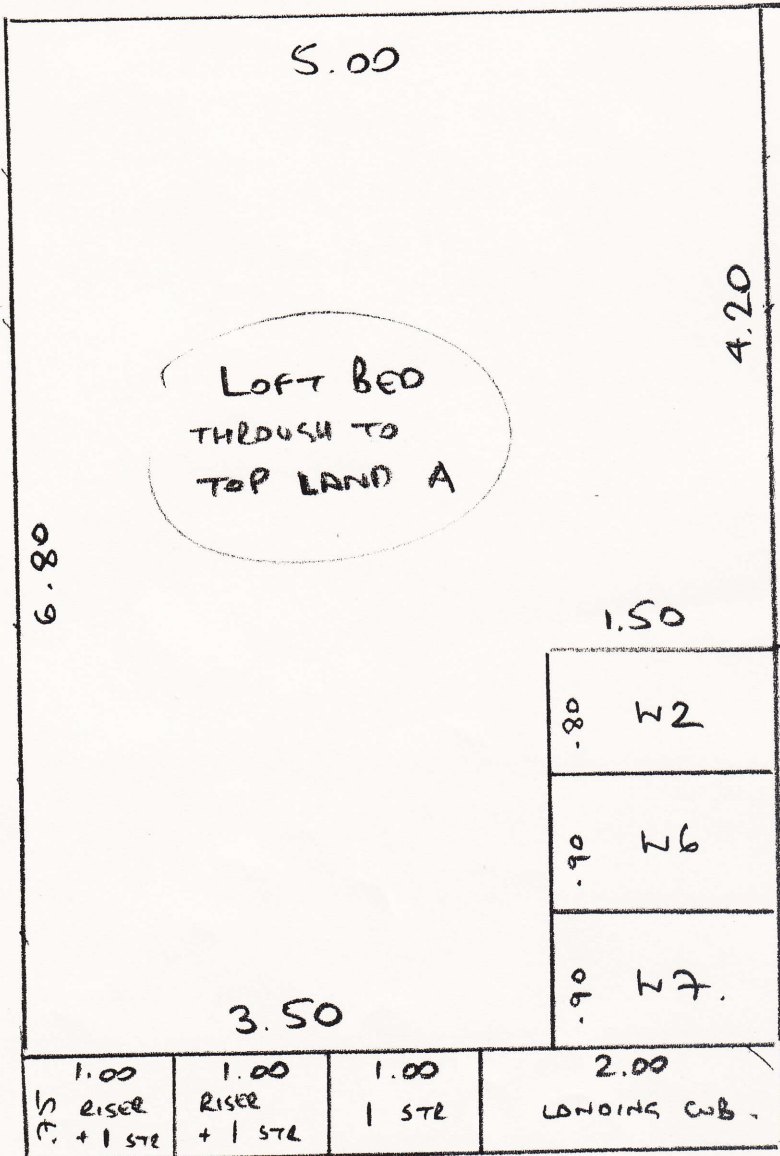 5.00
4.20
LOFT BED
THROUGH TO
TOP LAND A
6.80
1.50
.80 W2
.90 W6
.90 W7.
3.50
1.00 1.00 1.00 2.00
.75 RISER RISER 1 STR LANDING CUB.
+ 1 STR + 1 STR